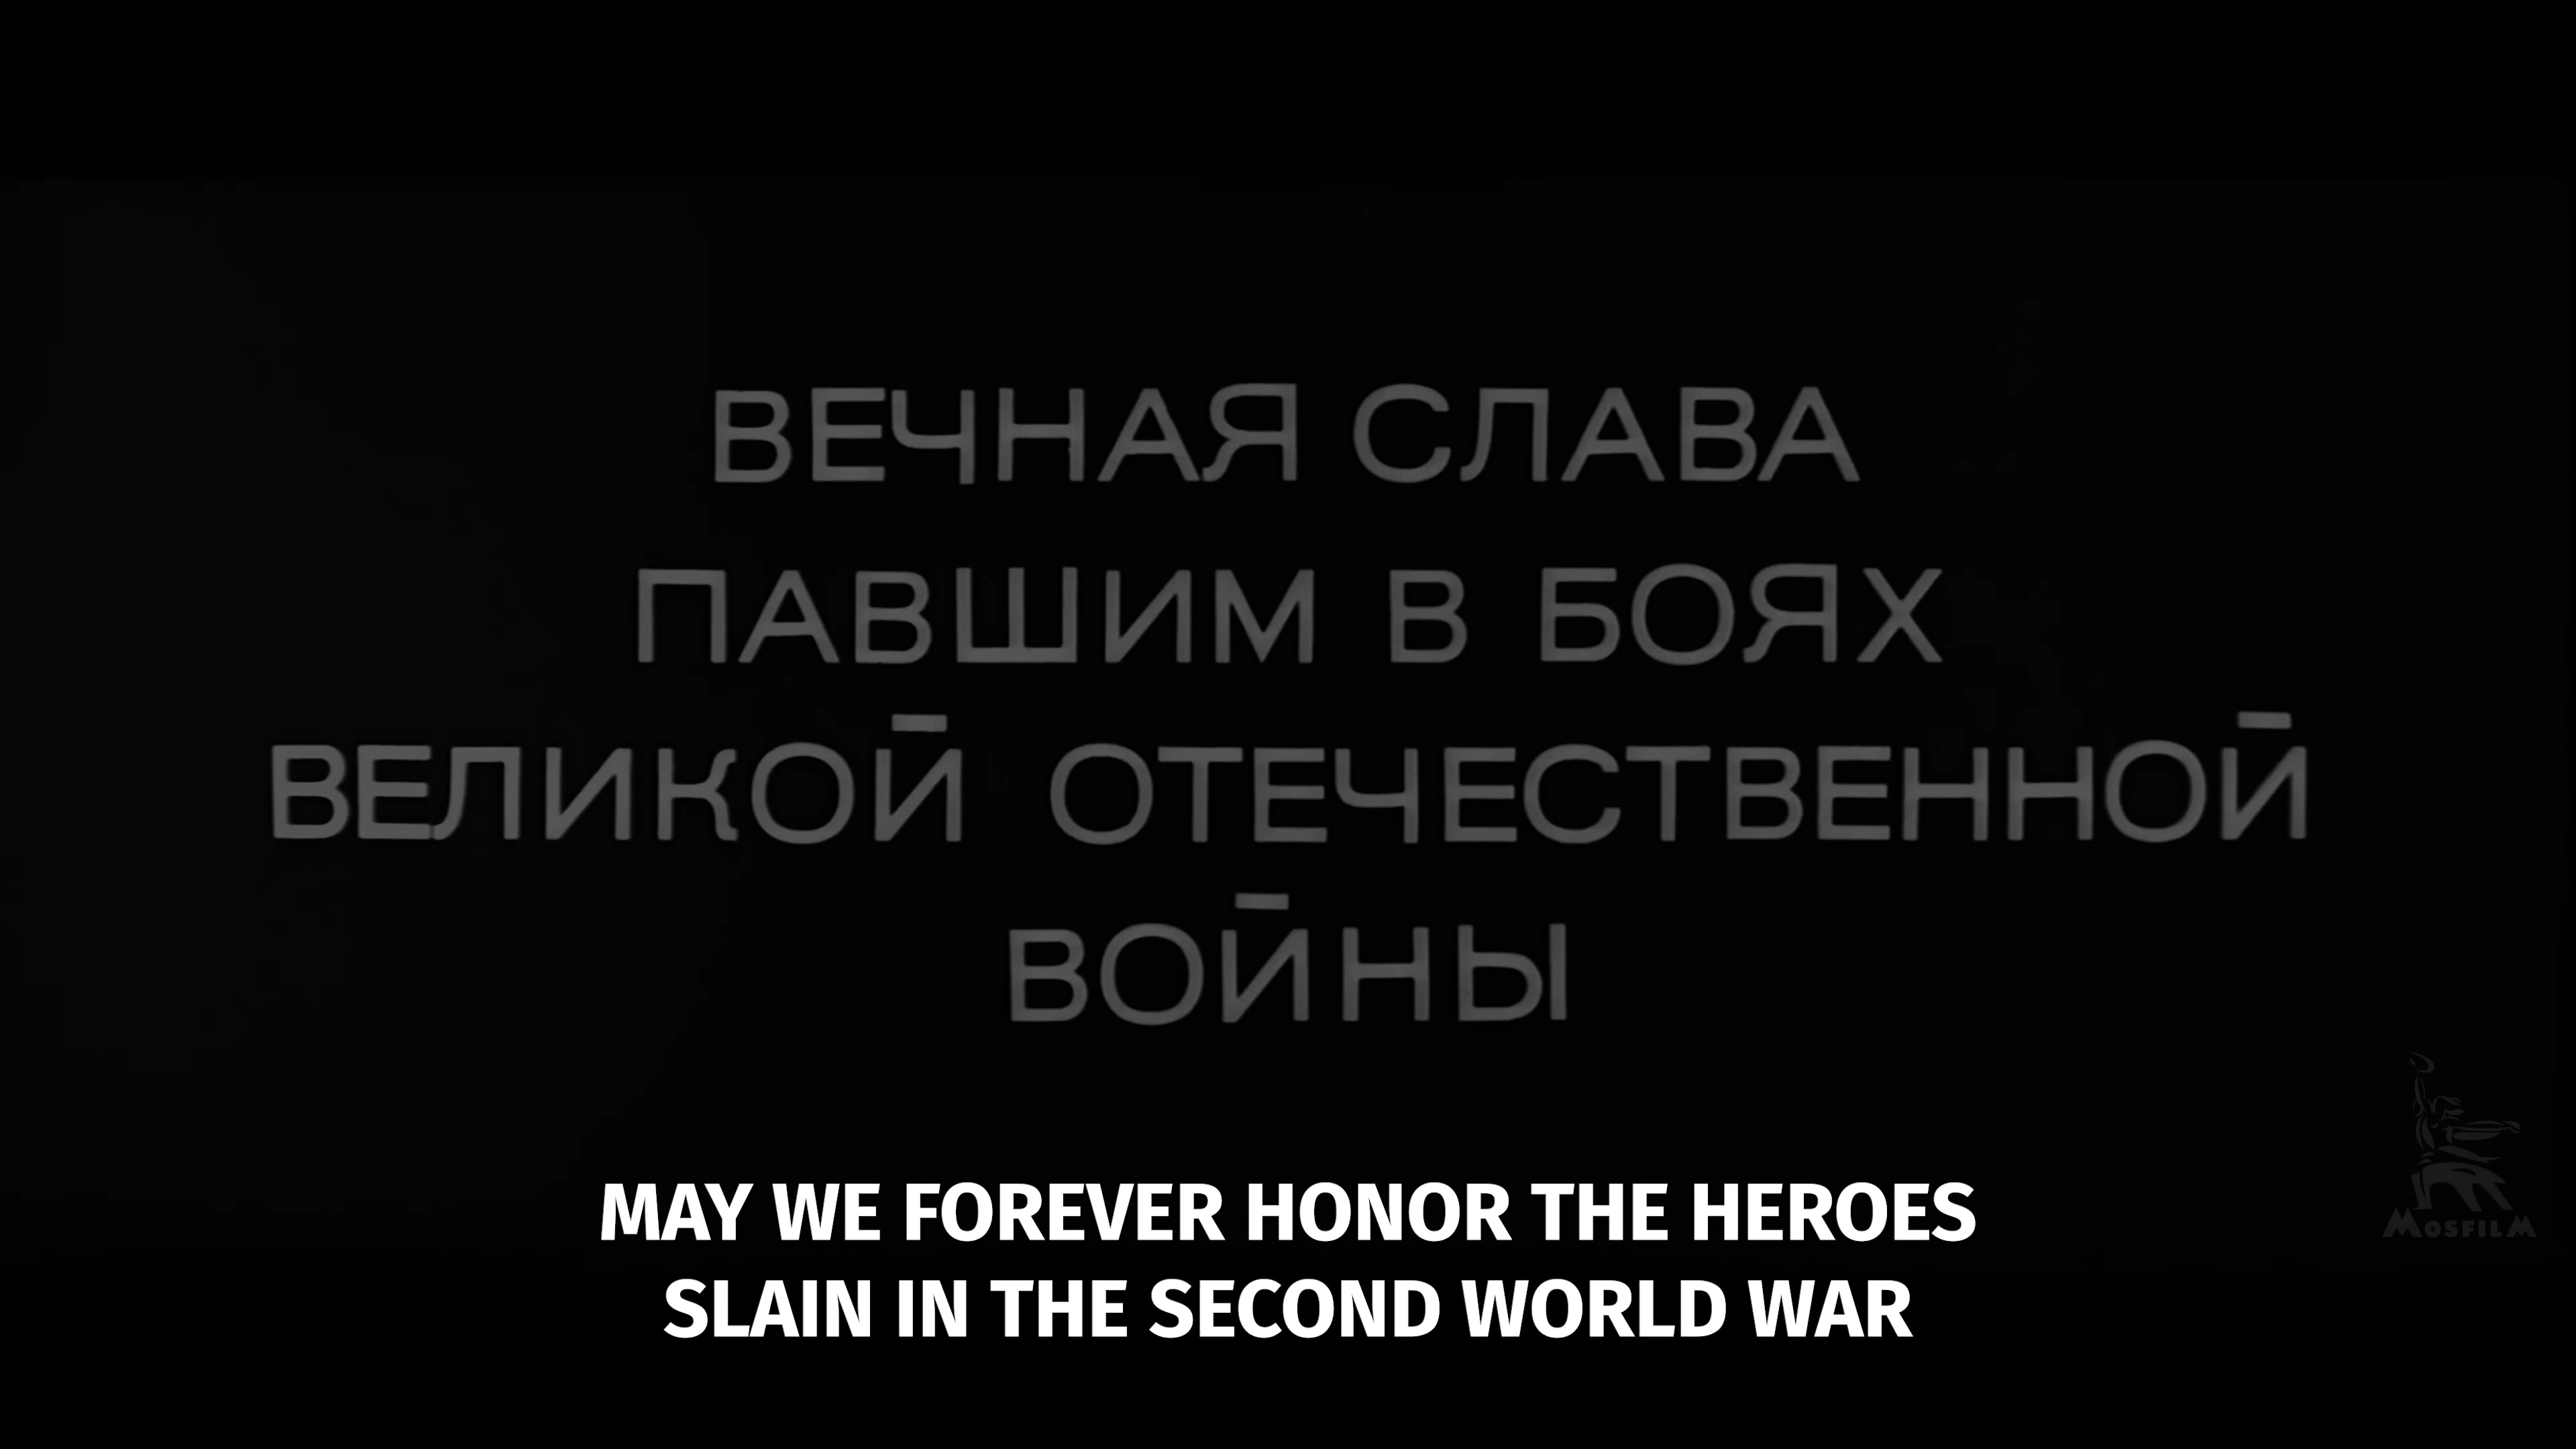 ВЕЧНАЯ СЛАВА
ПАВШИМ В БОЯХ
ВЕЛИКОЙ ОТЕЧЕСТВЕННОЙ
ВОЙНЫ
MOSFILM
MAY WE FOREVER HONOR THE HEROES
SLAIN IN THE SECOND WORLD WAR